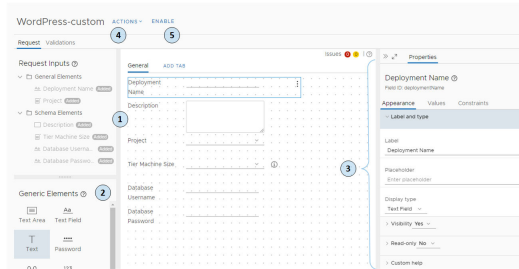 WordPress-custom ACTIONS ENABLE
4 5
Request Validations
Request Inputs
General Elements
Deployment Name Added
Project Added
Schema Elements
Description Added
Tier Machine Size Added
Database Userna... Added
Database Passwo... Added
Generic Elements 2
Text Area Text Field
Text Password
Issues 0 0
General ADD TAB
Deployment
Name
Description
1
Project
Tier Machine Size
Database
Username
Database
Password
3
Properties
Deployment Name
Field ID: deploymentName
Appearance Values Constraints
Label and type
Label
Deployment Name
Placeholder
Enter placeholder
Display type
Text Field
Visibility Yes
Read-only No
Custom help